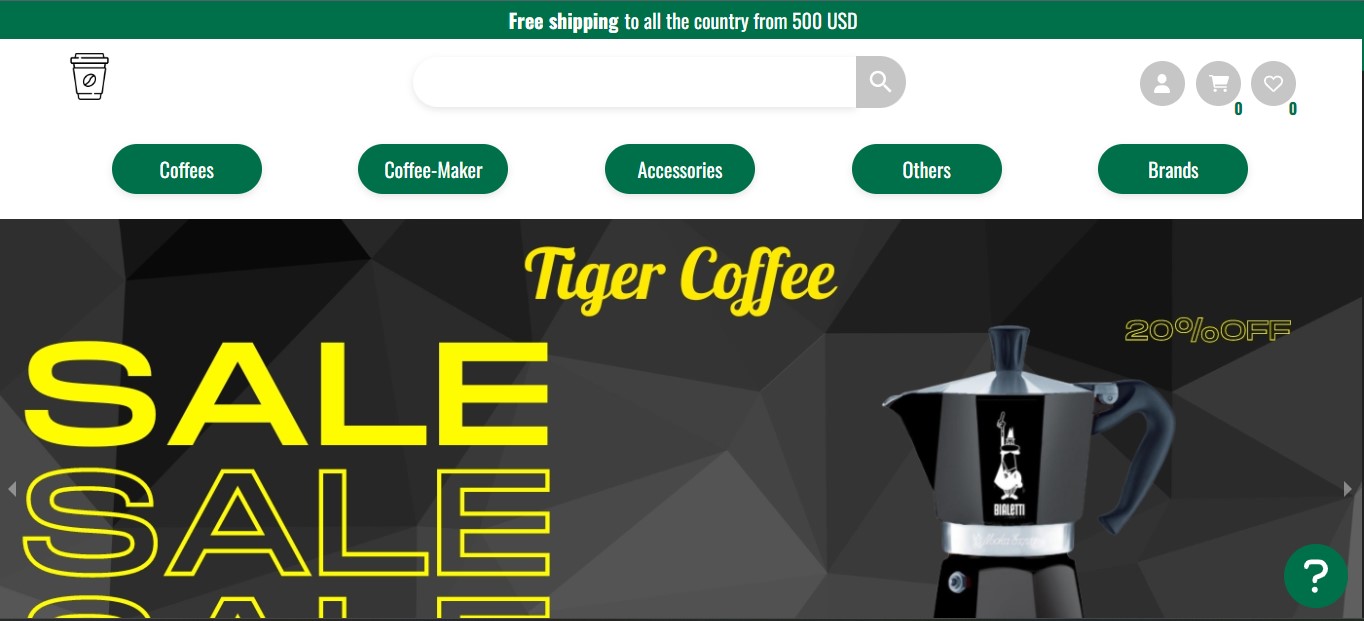 Free shipping to all the country from 500 USD
0 0
Coffees Coffee-Maker Accessories Others Brands
Tiger Coffee
20%OFF
SALE
SALE
SALE
BIALETTI
?